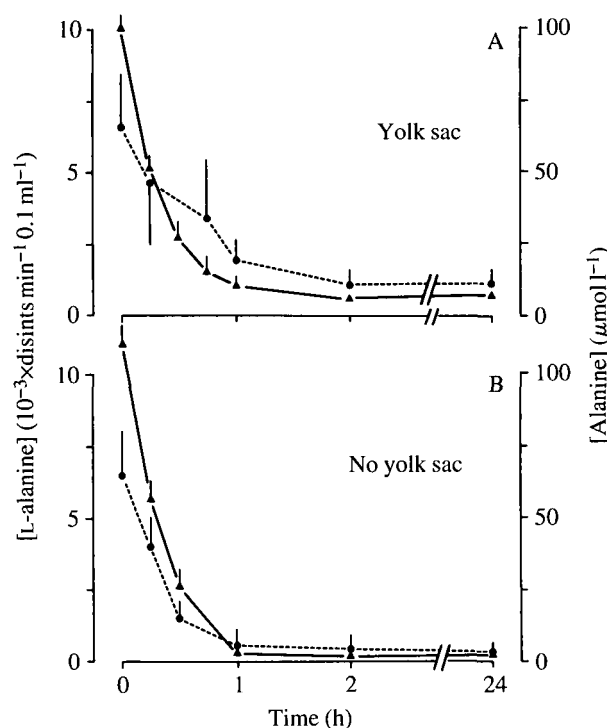 10
5
0
A
Yolk sac
100
50
0
[L-alanine] (10⁻³×disints min⁻¹ 0.1 ml⁻¹)
[Alanine] (μmol l⁻¹)
10
5
0
B
No yolk sac
100
50
0
0
1
2
24
Time (h)